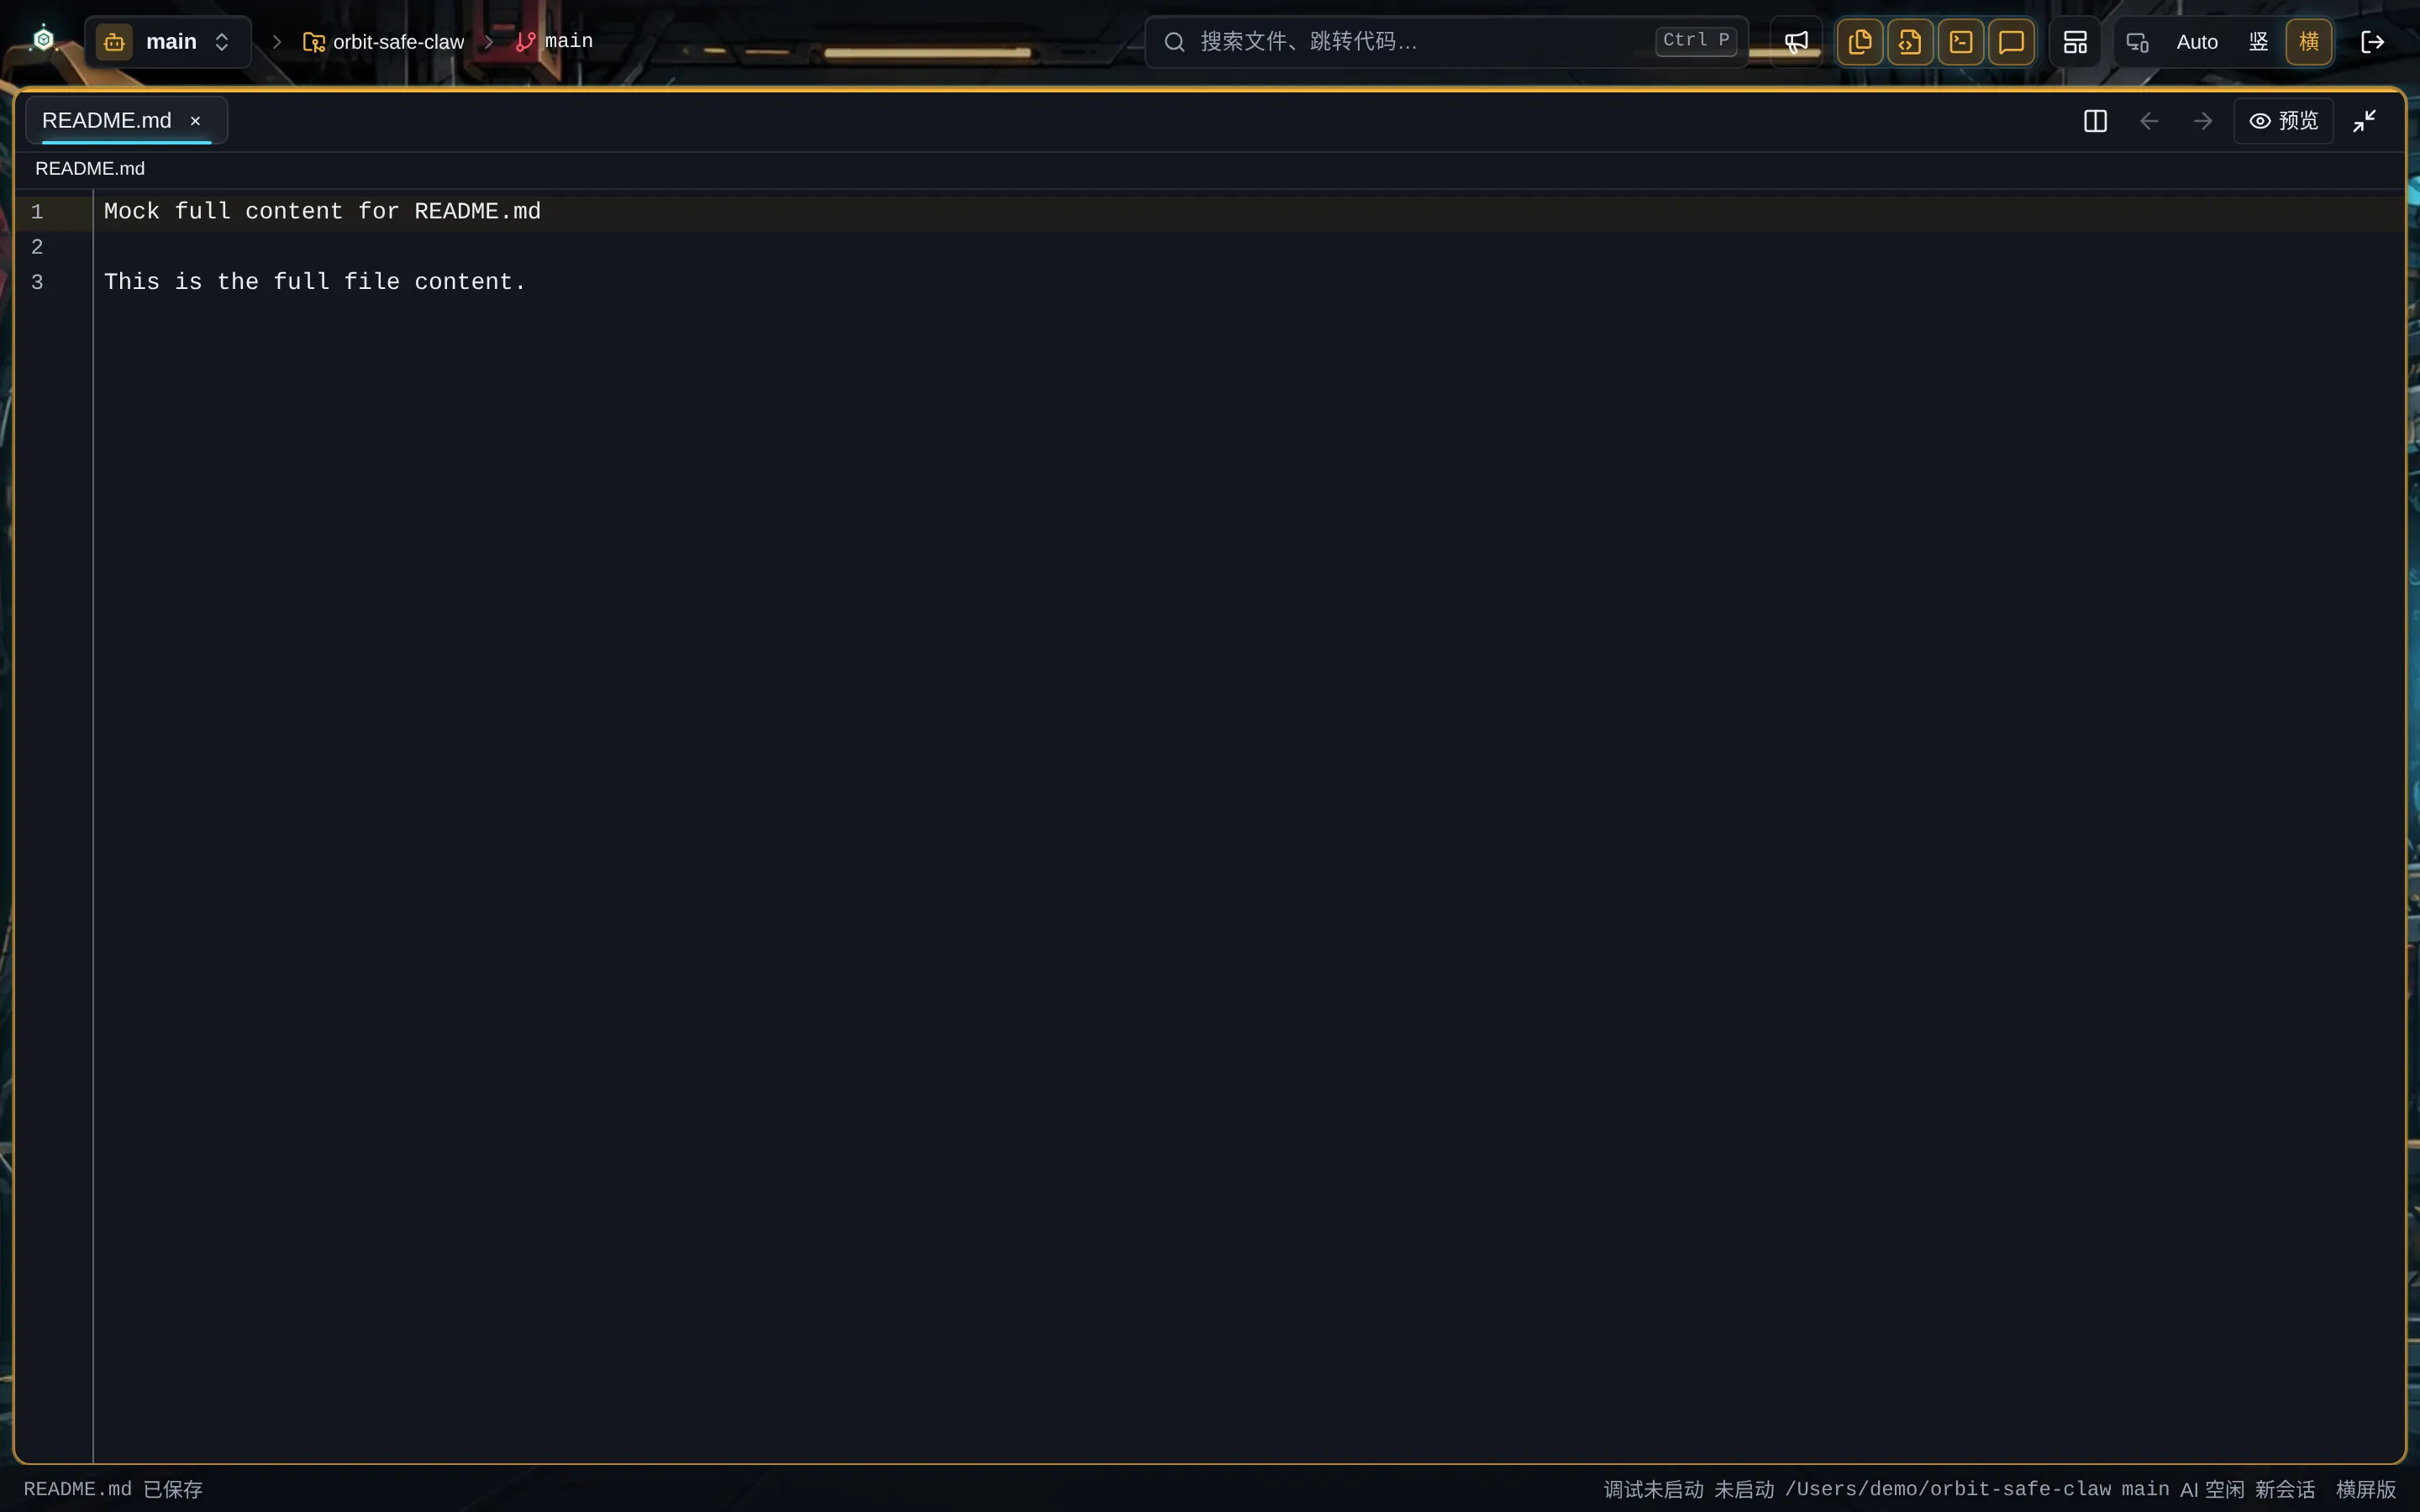 main orbit-safe-claw main 搜索文件、跳转代码... Ctrl P Auto 竖 横
README.md × 预览
README.md
1 Mock full content for README.md
2
3 This is the full file content.
README.md 已保存 调试未启动 未启动 /Users/demo/orbit-safe-claw main AI 空闲 新会话 横屏版